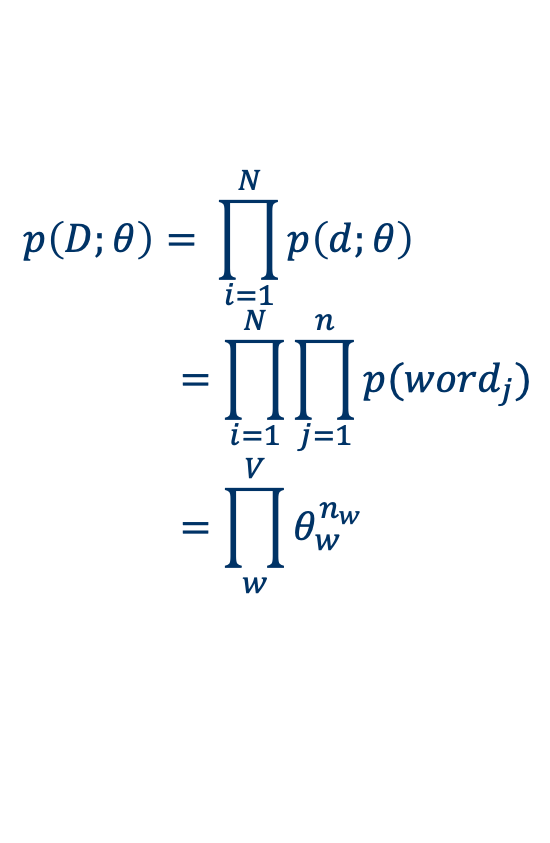 p(D; θ) = ∏_{i=1}^{N} p(d; θ)
= ∏_{i=1}^{N} ∏_{j=1}^{n} p(word_j)
= ∏_{w}^{V} θ_w^{n_w}